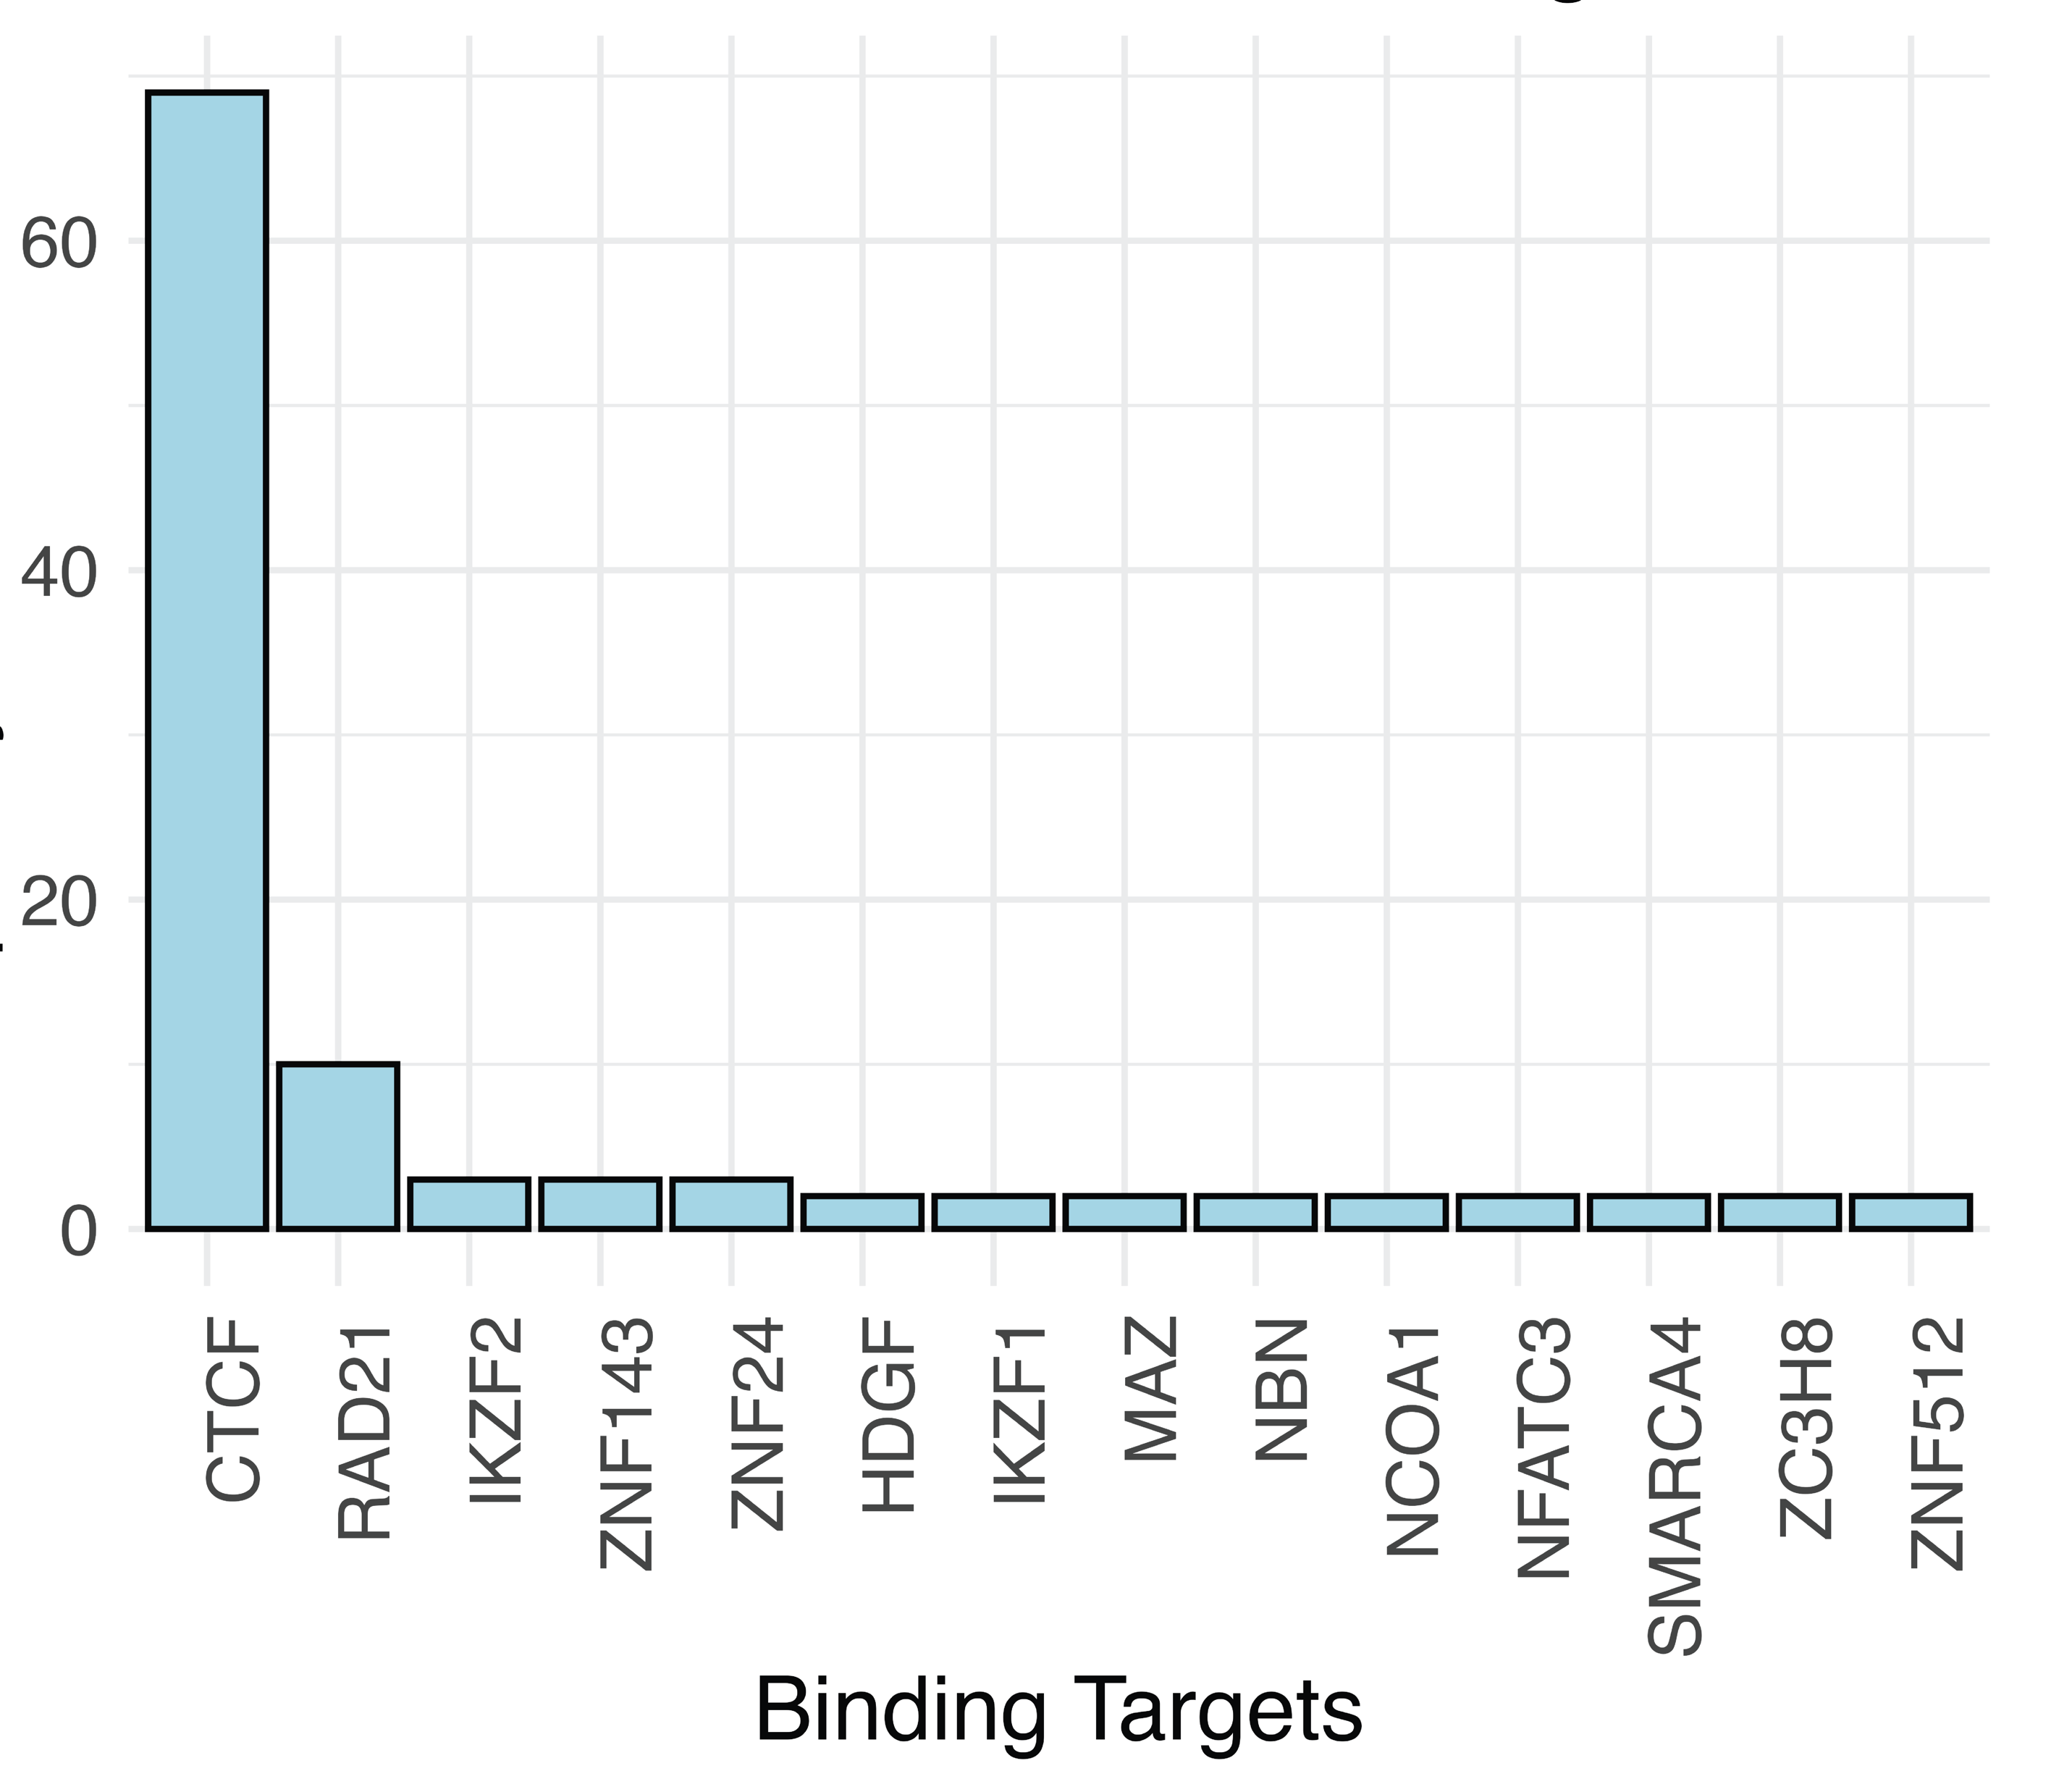 60
40
20
0
CTCF
RAD21
IKZF2
ZNF143
ZNF24
HDGF
IKZF1
MAZ
NBN
NCOA1
NFATC3
SMARCA4
ZC3H8
ZNF512
Binding Targets